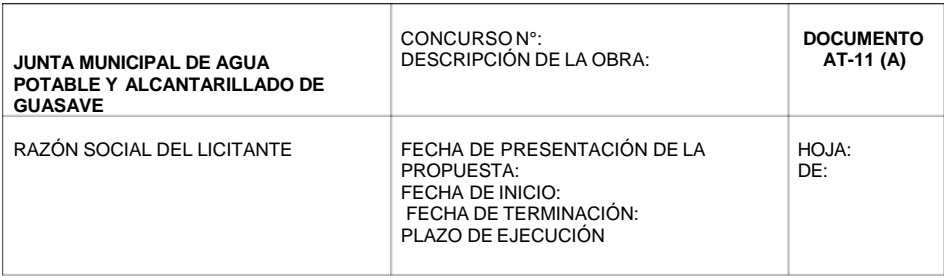 JUNTA MUNICIPAL DE AGUA
POTABLE Y ALCANTARILLADO DE
GUASAVE
CONCURSO N°:
DESCRIPCIÓN DE LA OBRA:
DOCUMENTO
AT-11 (A)
RAZÓN SOCIAL DEL LICITANTE
FECHA DE PRESENTACIÓN DE LA
PROPUESTA:
FECHA DE INICIO:
FECHA DE TERMINACIÓN:
PLAZO DE EJECUCIÓN
HOJA:
DE: